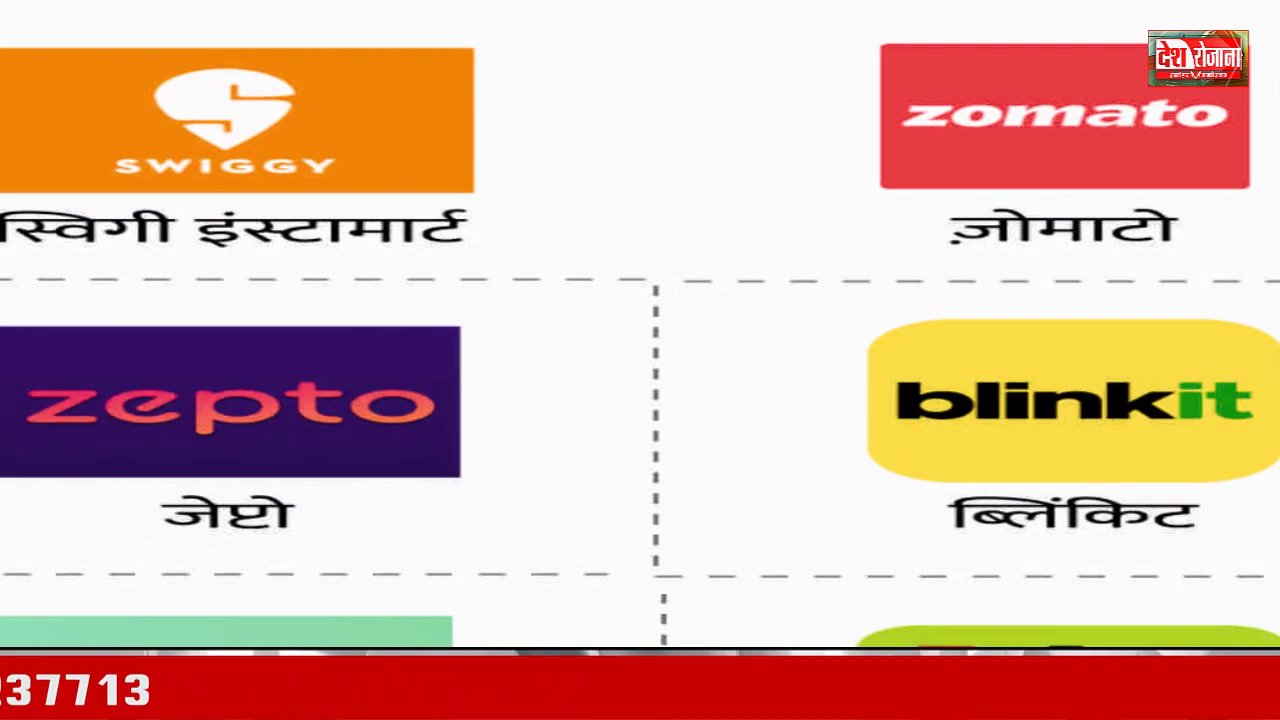 देश रोजाना
SWIGGY
zomato
स्विगी इंस्टामार्ट
ज़ोमाटो
zepto
blinkit
जेप्टो
ब्लिंकिट
237713